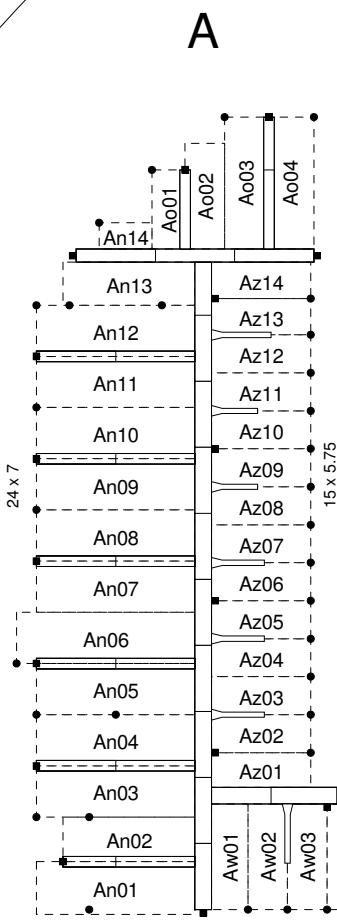 A
Ao01
Ao02
Ao03
Ao04
An14
An13
Az14
Az13
An12
Az12
An11
Az11
An10
Az10
24 x 7
An09
Az09
15 x 5.75
Az08
An08
Az07
An07
Az06
An06
Az05
An05
Az04
Az03
An04
Az02
An03
Az01
An02
Aw01
Aw02
Aw03
An01